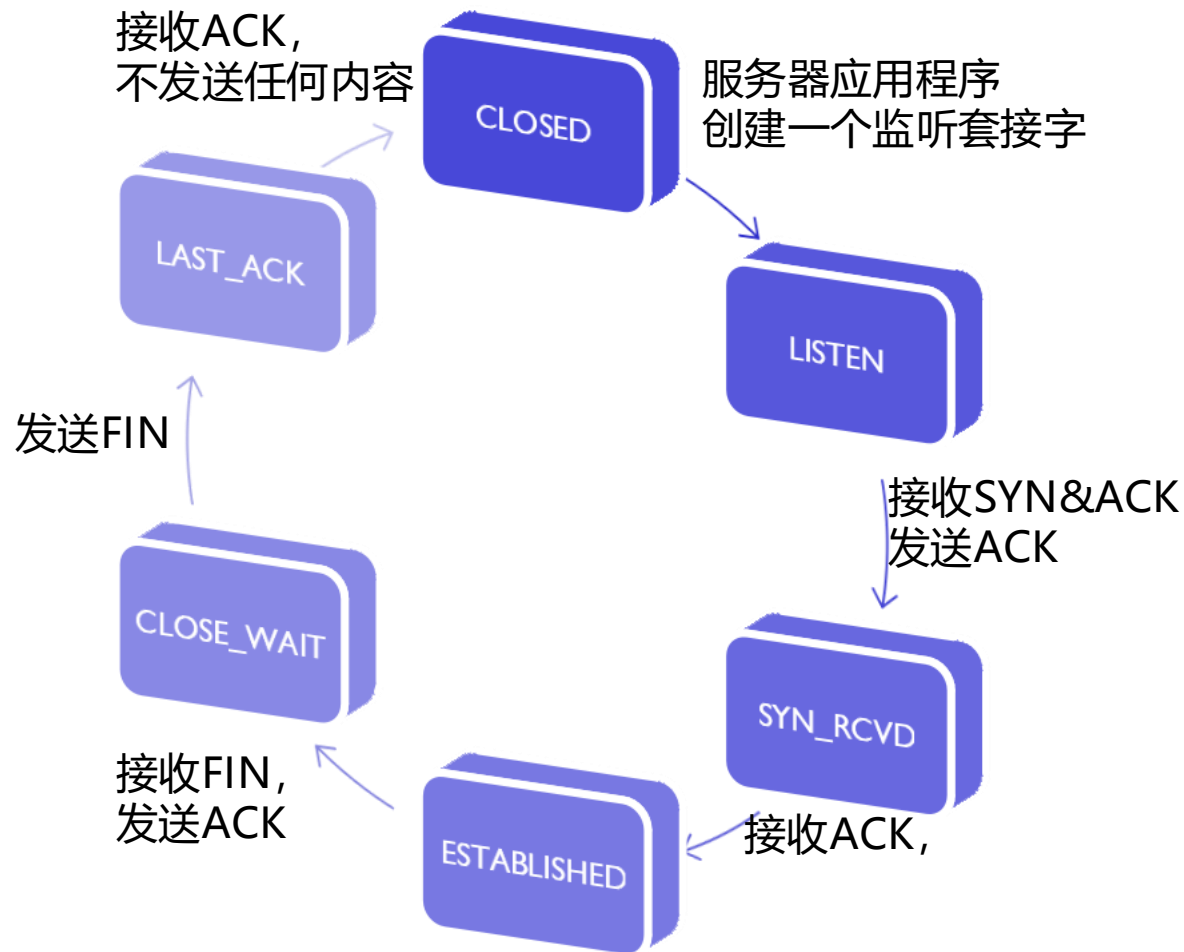 接收ACK，
不发送任何内容
CLOSED
服务器应用程序
创建一个监听套接字
LAST_ACK
LISTEN
发送FIN
接收SYN&ACK
发送ACK
CLOSE_WAIT
SYN_RCVD
接收FIN，
发送ACK
接收ACK，
ESTABLISHED